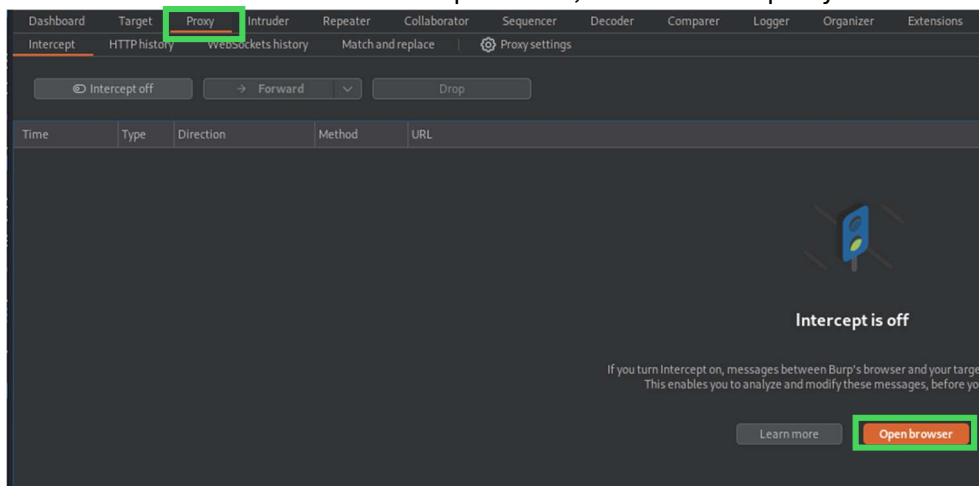 Dashboard Target Proxy Intruder Repeater Collaborator Sequencer Decoder Comparer Logger Organizer Extensions
Intercept HTTP history WebSockets history Match and replace Proxy settings
Intercept off Forward Drop
Time Type Direction Method URL
Intercept is off
If you turn Intercept on, messages between Burp's browser and your targe
This enables you to analyze and modify these messages, before yo
Learn more Open browser